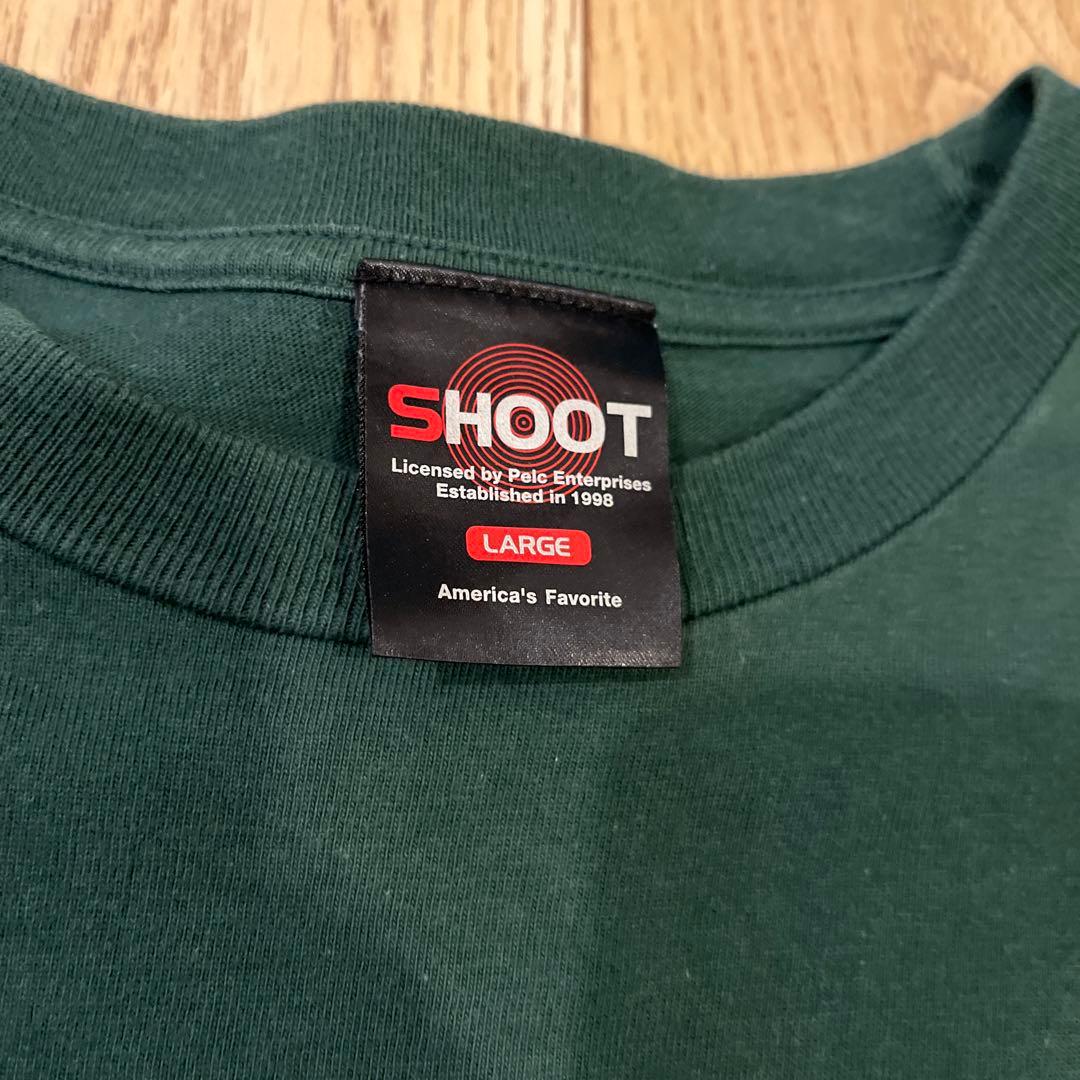 SHOOT
Licensed by Pelc Enterprises
Established in 1998
LARGE
America's Favorite